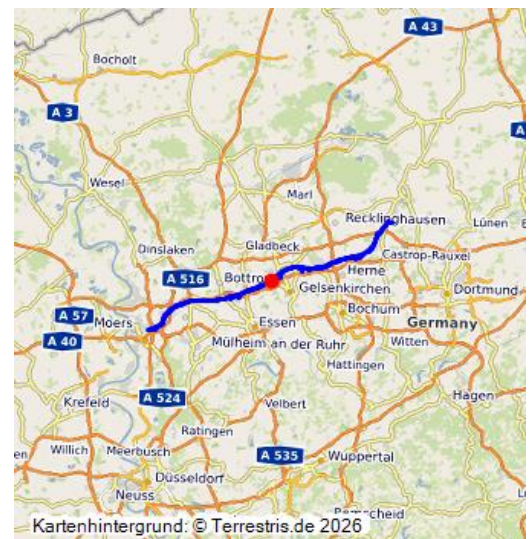 A 43
Bocholt
A 3
A
Wesel
Marl
Recklinghausen
Lünen
Dinslaken
Gladbeck
Castrop-Rauxel
A 516
Bottro
Herne
Gelsenkirchen
Dortmund
A 57
Moers
Essen
Bochum
Germany
A 40
Mülheim an der Ruhr
Witten
Hattingen
A 524
Krefeld
Velbert
Hagen
Ratingen
Willich
Meerbusch
A 535
Wuppertal
Düsseldorf
Neuss
Remscheid
Kartenhintergrund: © Terrestris.de 2026